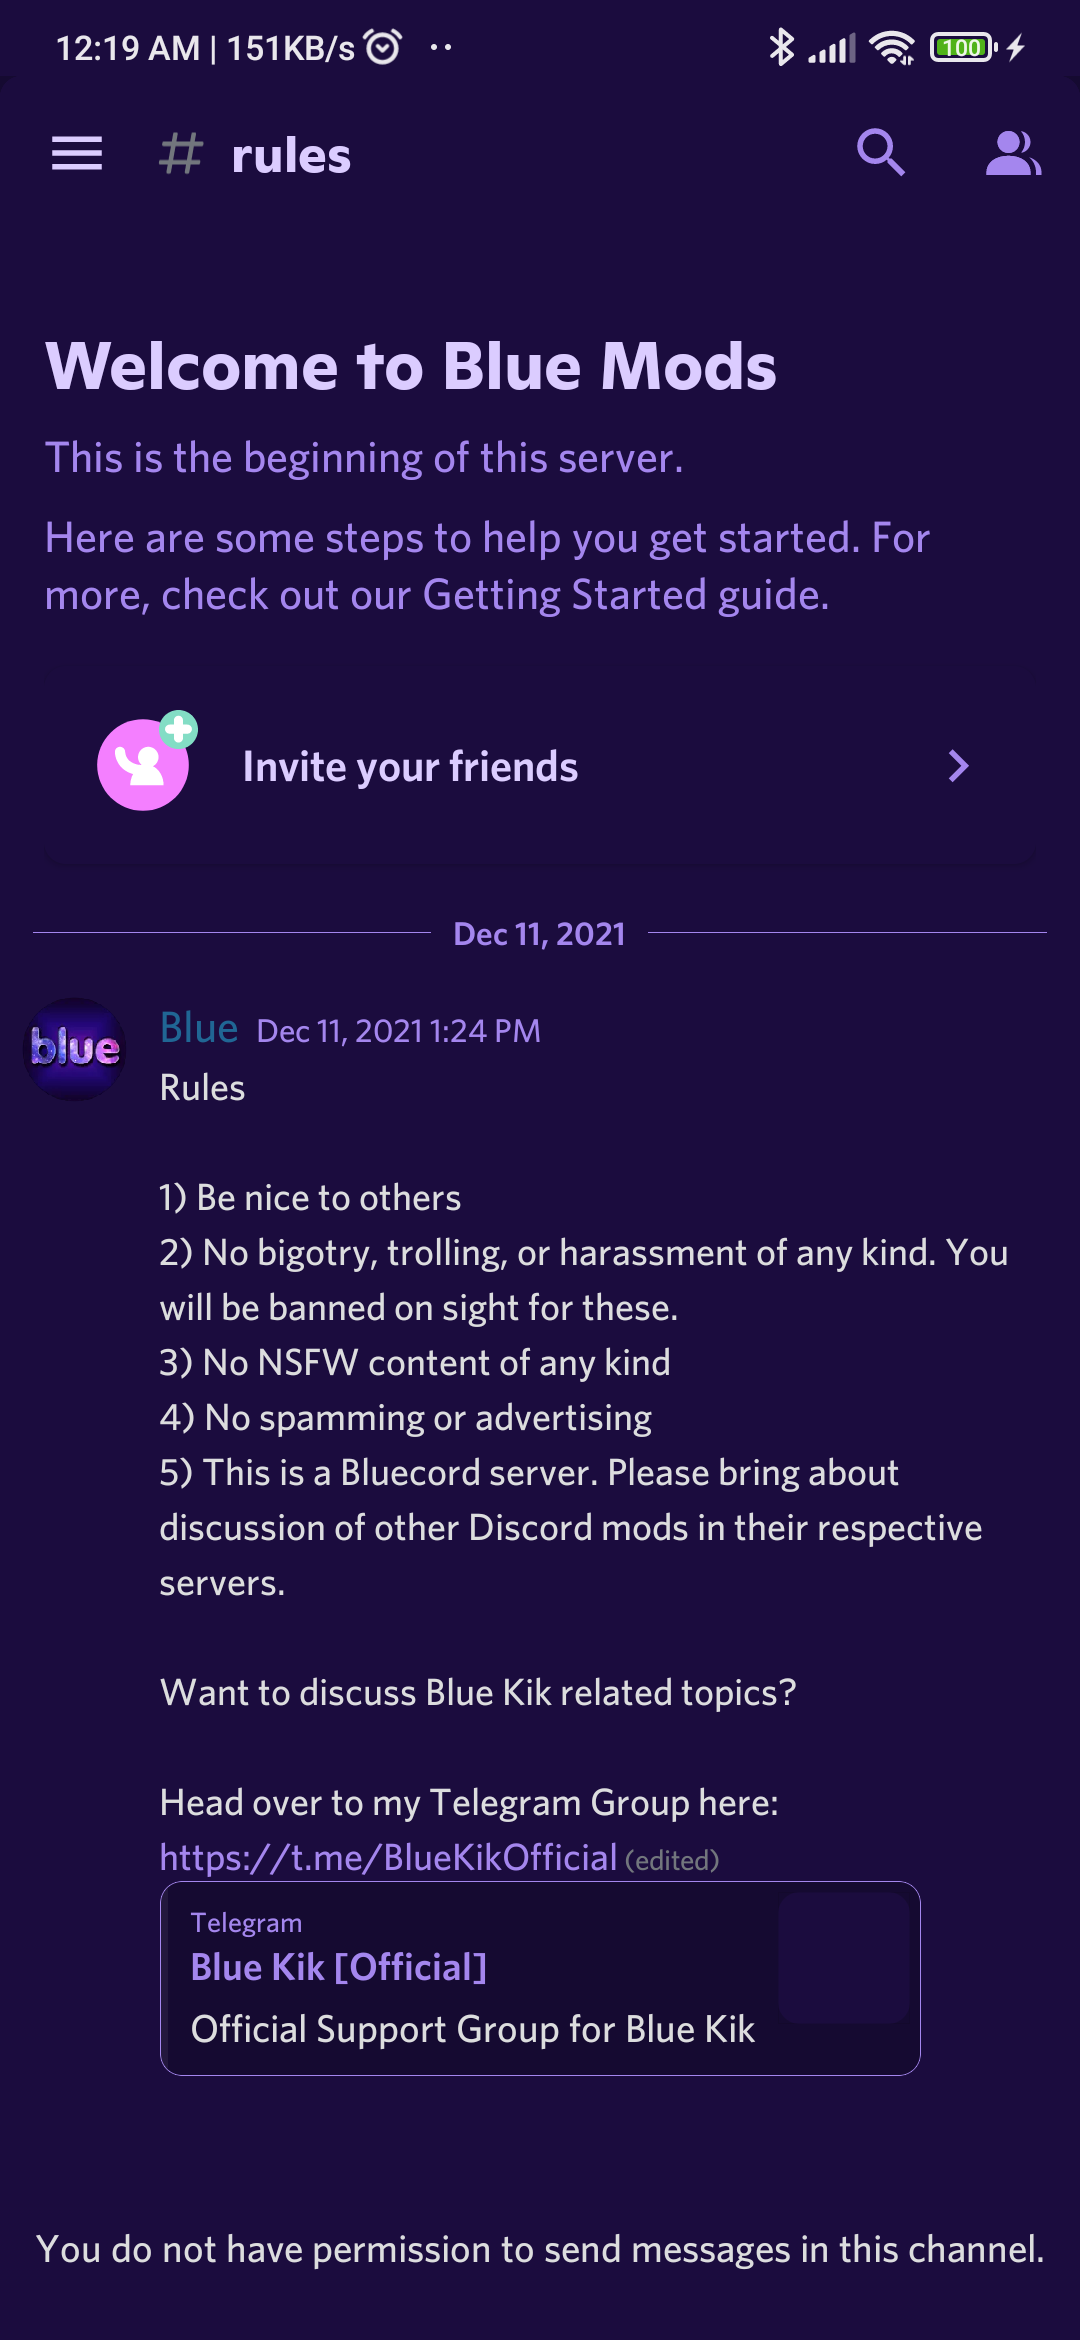 12:19 AM | 151KB/s
100
# rules
Welcome to Blue Mods
This is the beginning of this server.
Here are some steps to help you get started. For
more, check out our Getting Started guide.
Invite your friends
Dec 11, 2021
blue
Blue Dec 11, 2021 1:24 PM
Rules
1) Be nice to others
2) No bigotry, trolling, or harassment of any kind. You
will be banned on sight for these.
3) No NSFW content of any kind
4) No spamming or advertising
5) This is a Bluecord server. Please bring about
discussion of other Discord mods in their respective
servers.
Want to discuss Blue Kik related topics?
Head over to my Telegram Group here:
https://t.me/BlueKikOfficial (edited)
Telegram
Blue Kik [Official]
Official Support Group for Blue Kik
You do not have permission to send messages in this channel.